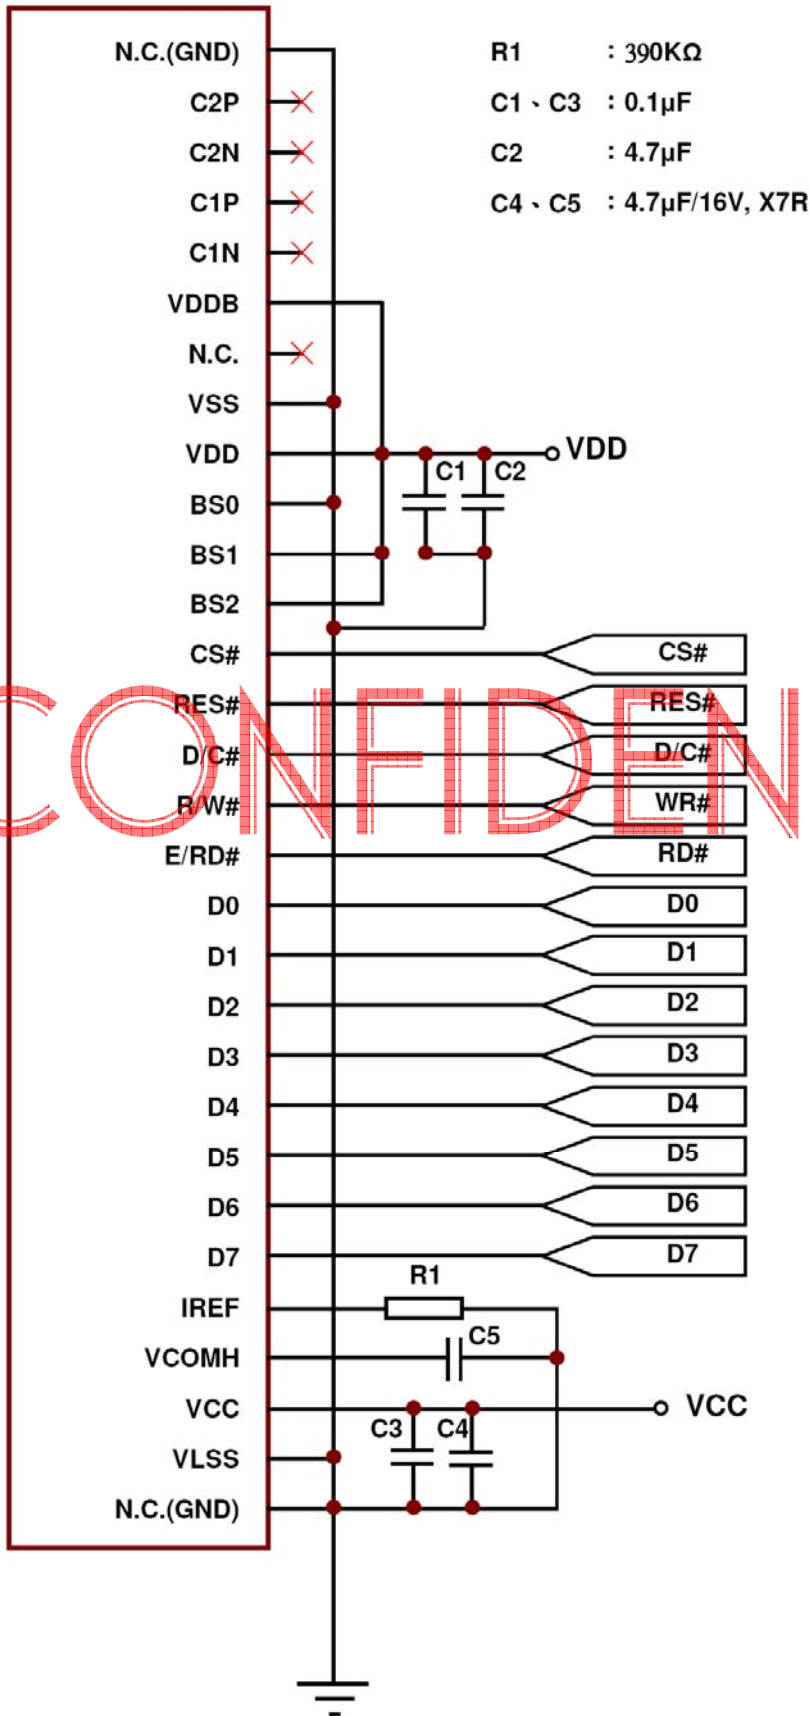 N.C.(GND)
R1 : 390KΩ
C2P
C1、C3 : 0.1µF
C2N
C2 : 4.7µF
C1P
C4、C5 : 4.7µF/16V, X7R
C1N
VDDB
N.C.
VSS
VDD
VDD
C1
C2
BS0
BS1
BS2
CS#
CS#
RES#
RES#
CONFIDEN
D/C#
D/C#
R/W#
WR#
E/RD#
RD#
D0
D0
D1
D1
D2
D2
D3
D3
D4
D4
D5
D5
D6
D6
D7
D7
R1
IREF
C5
VCOMH
VCC
VCC
C3
C4
VLSS
N.C.(GND)